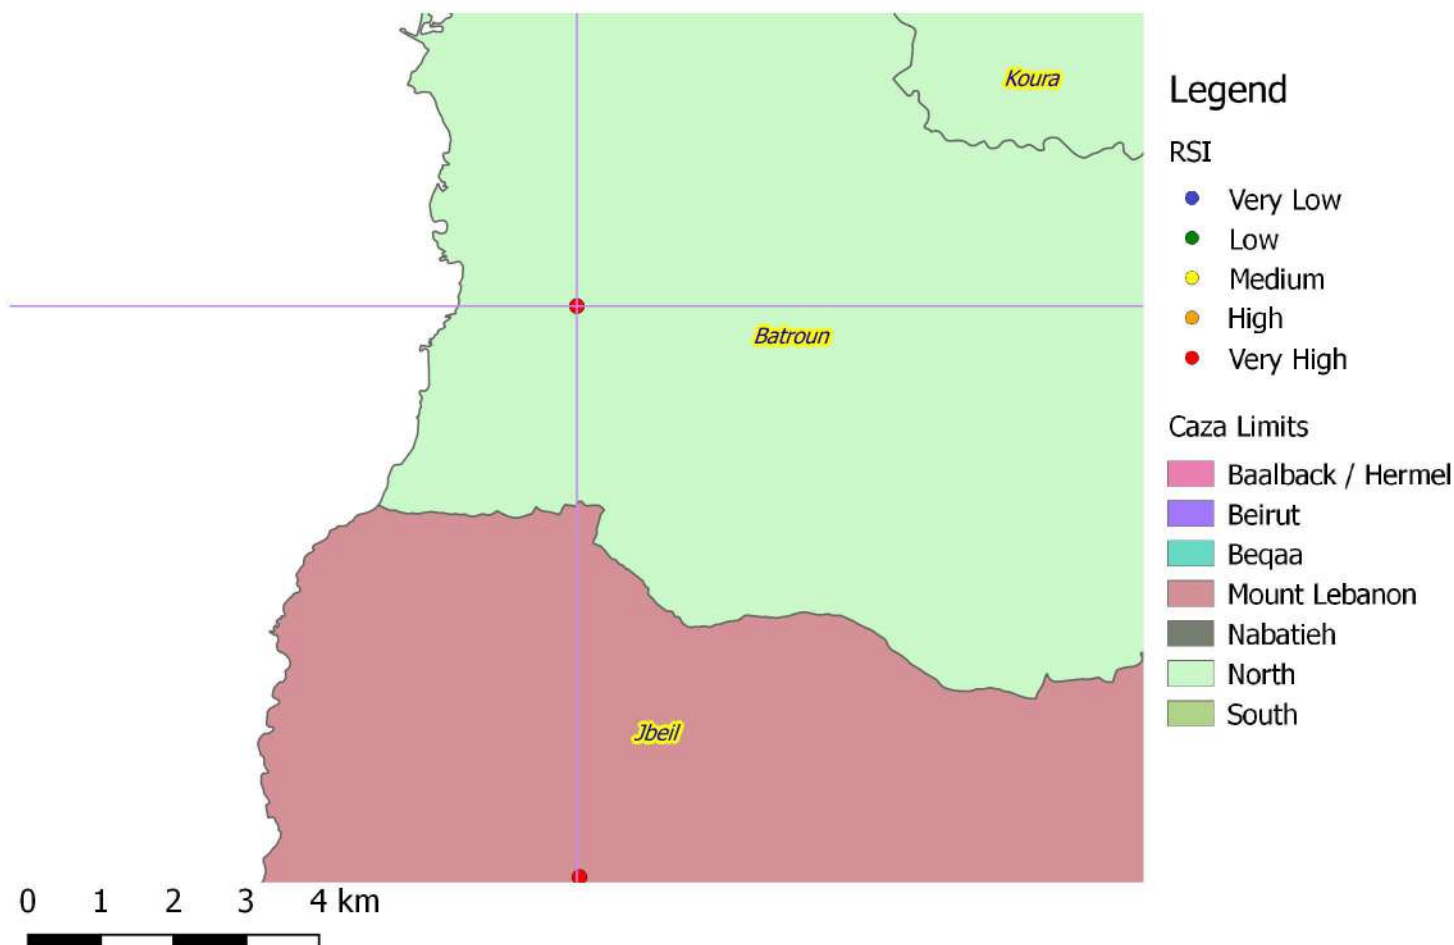 Koura
Batroun
Jbeil
0 1 2 3 4 km
Legend
RSI
Very Low
Low
Medium
High
Very High
Caza Limits
Baalback / Hermel
Beirut
Beqaa
Mount Lebanon
Nabatieh
North
South